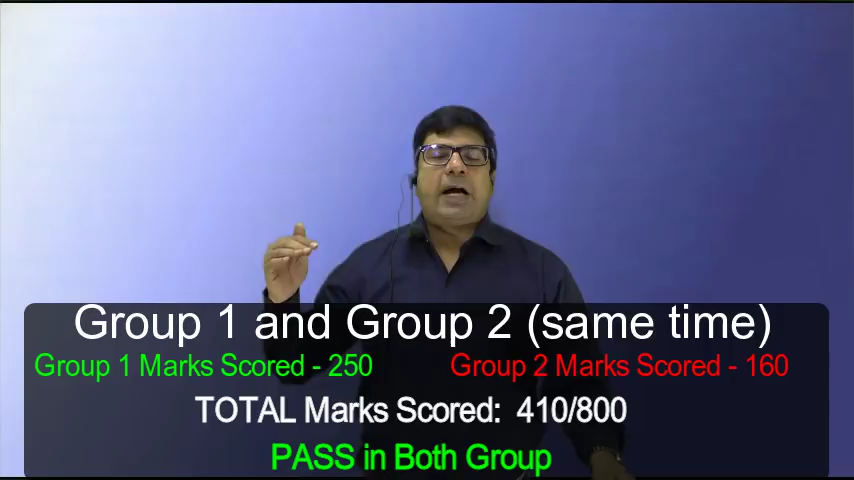 Group 1 and Group 2 (same time)
Group 1 Marks Scored - 250 Group 2 Marks Scored - 160
TOTAL Marks Scored: 410/800
PASS in Both Group